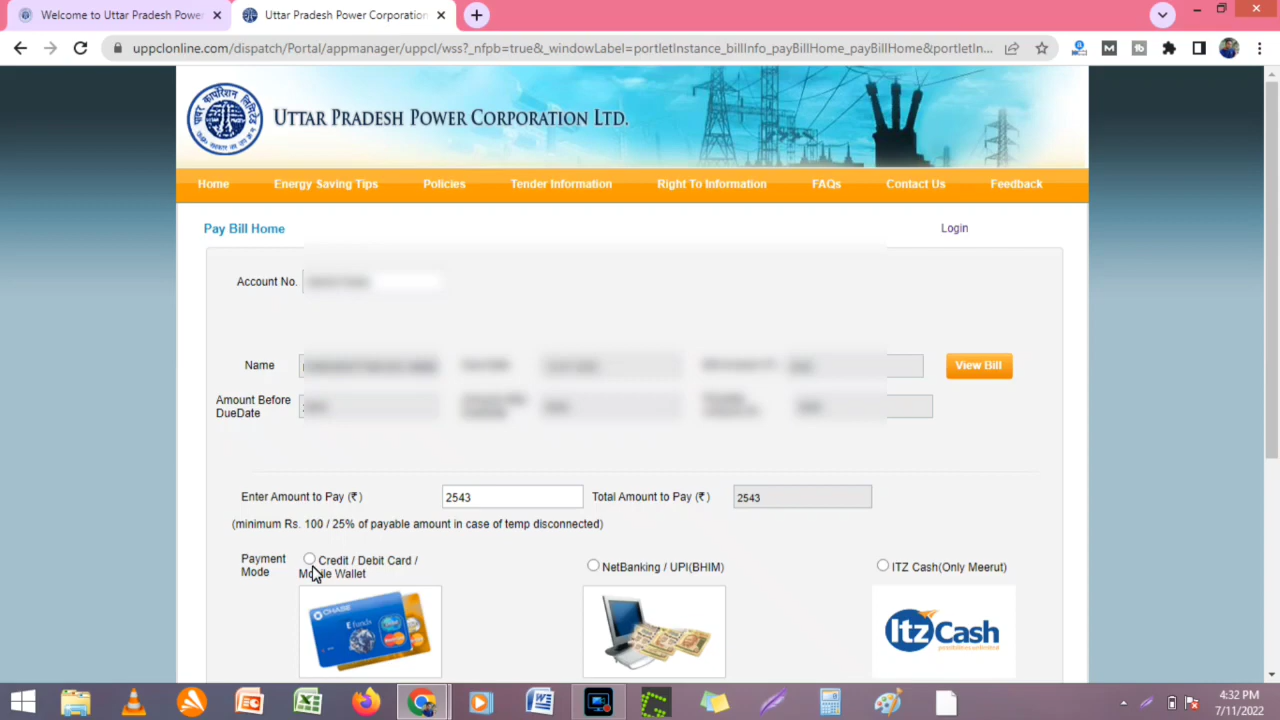 Welcome to Uttar Pradesh Power
Uttar Pradesh Power Corporation
uppclonline.com/dispatch/Portal/appmanager/uppcl/wss?_nfpb=true&_windowLabel=portletInstance_billInfo_payBillHome_payBillHome&portletIn...
UTTAR PRADESH POWER CORPORATION LTD.
Home Energy Saving Tips Policies Tender Information Right To Information FAQs Contact Us Feedback
Pay Bill Home Login
Account No.
Name View Bill
Amount Before
DueDate
Enter Amount to Pay (₹) 2543 Total Amount to Pay (₹) 2543
(minimum Rs. 100 / 25% of payable amount in case of temp disconnected)
Payment
Mode
Credit / Debit Card /
Mobile Wallet
NetBanking / UPI(BHIM)
ITZ Cash(Only Meerut)
CHASE
ItzCash
possibilities unlimited
4:32 PM
7/11/2022